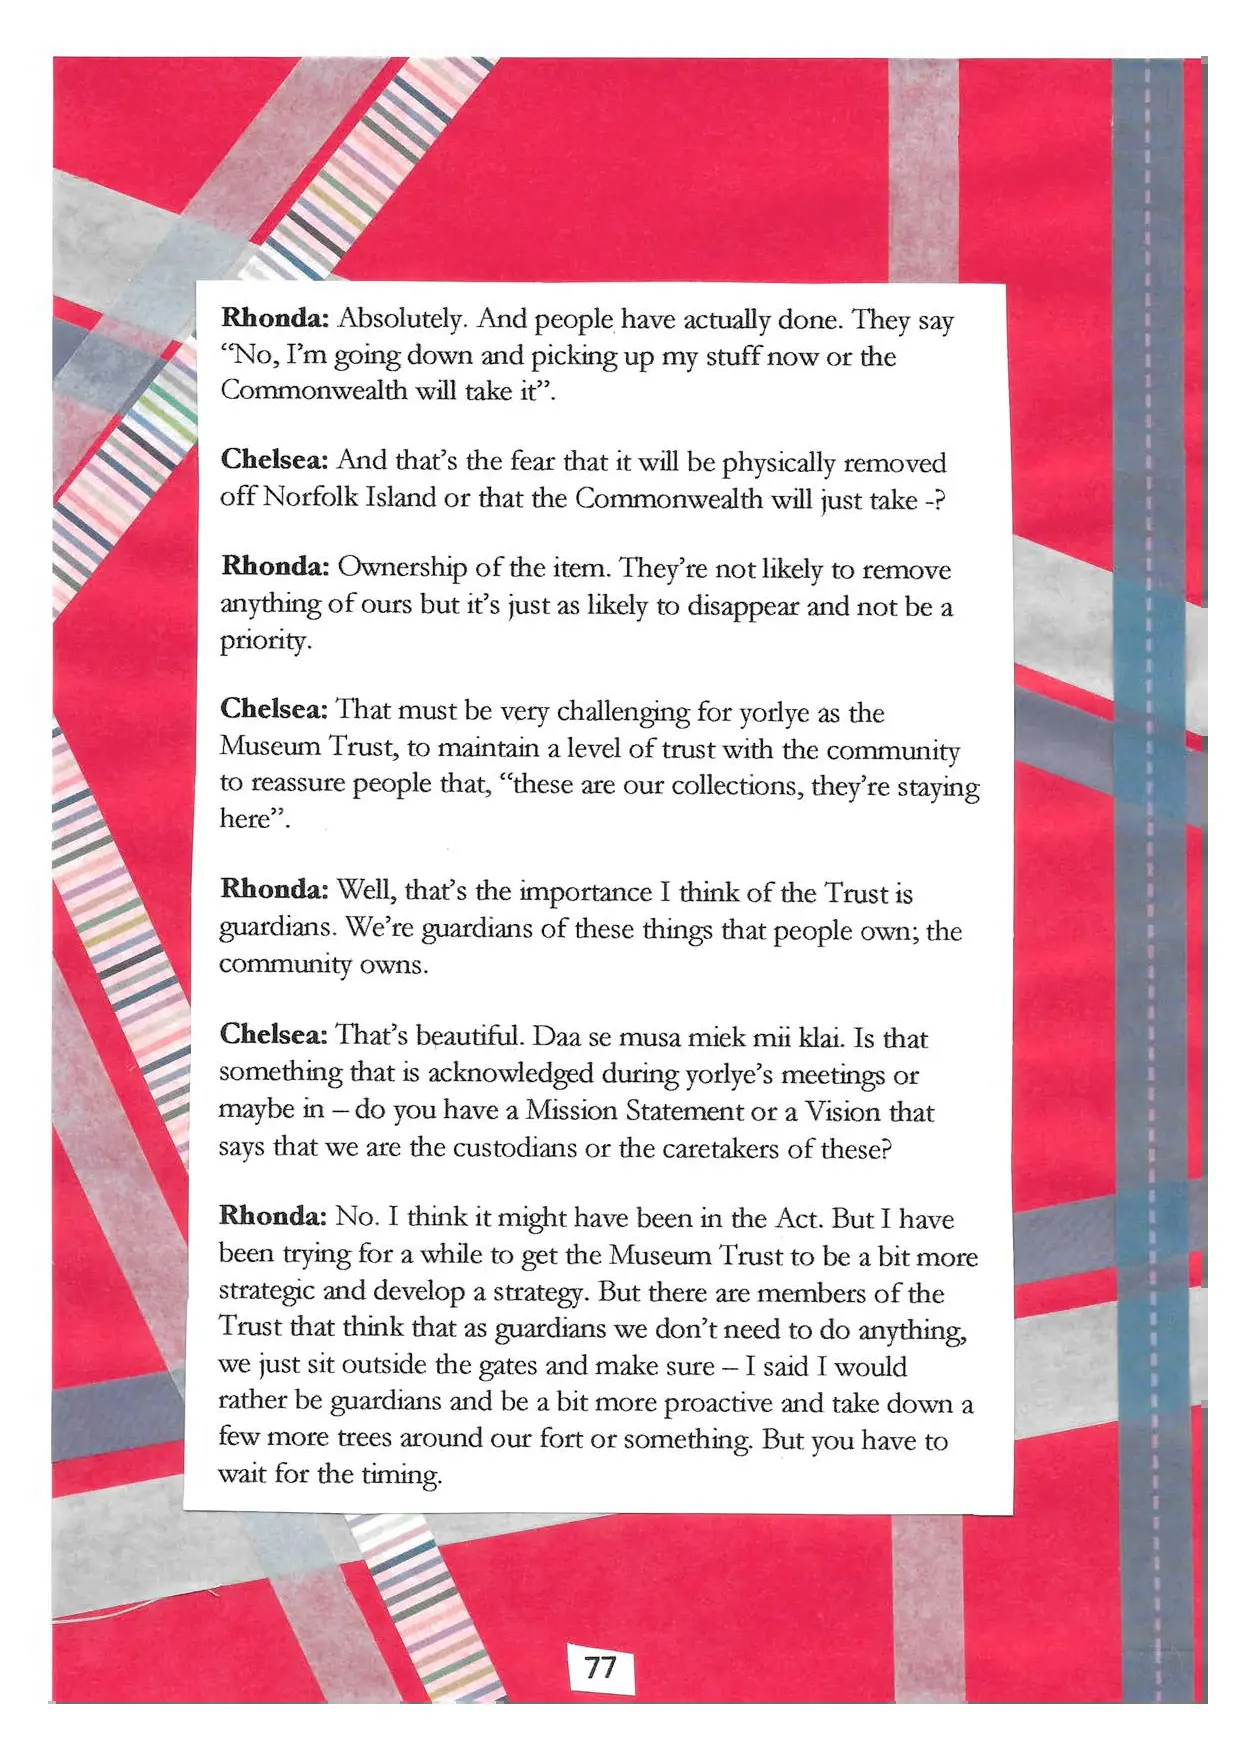 Rhonda: Absolutely. And people have actually done. They say
“No, I’m going down and picking up my stuff now or the
Commonwealth will take it”.
Chelsea: And that’s the fear that it will be physically removed
off Norfolk Island or that the Commonwealth will just take -?
Rhonda: Ownership of the item. They’re not likely to remove
anything of ours but it’s just as likely to disappear and not be a
priority.
Chelsea: That must be very challenging for yorlye as the
Museum Trust, to maintain a level of trust with the community
to reassure people that, “these are our collections, they’re staying
here”.
Rhonda: Well, that’s the importance I think of the Trust is
guardians. We’re guardians of these things that people own; the
community owns.
Chelsea: That’s beautiful. Daa se musa miek mii klai. Is that
something that is acknowledged during yorlye’s meetings or
maybe in – do you have a Mission Statement or a Vision that
says that we are the custodians or the caretakers of these?
Rhonda: No. I think it might have been in the Act. But I have
been trying for a while to get the Museum Trust to be a bit more
strategic and develop a strategy. But there are members of the
Trust that think that as guardians we don’t need to do anything,
we just sit outside the gates and make sure – I said I would
rather be guardians and be a bit more proactive and take down a
few more trees around our fort or something. But you have to
wait for the timing.
77